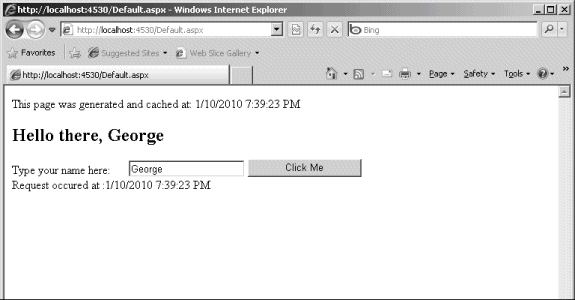 http://localhost:4530/Default.aspx - Windows Internet Explorer
http://localhost:4530/Default.aspx
Bing
Favorites Suggested Sites Web Slice Gallery
http://localhost:4530/Default.aspx Page Safety Tools
This page was generated and cached at: 1/10/2010 7:39:23 PM
Hello there, George
Type your name here: George Click Me
Request occured at :1/10/2010 7:39:23 PM